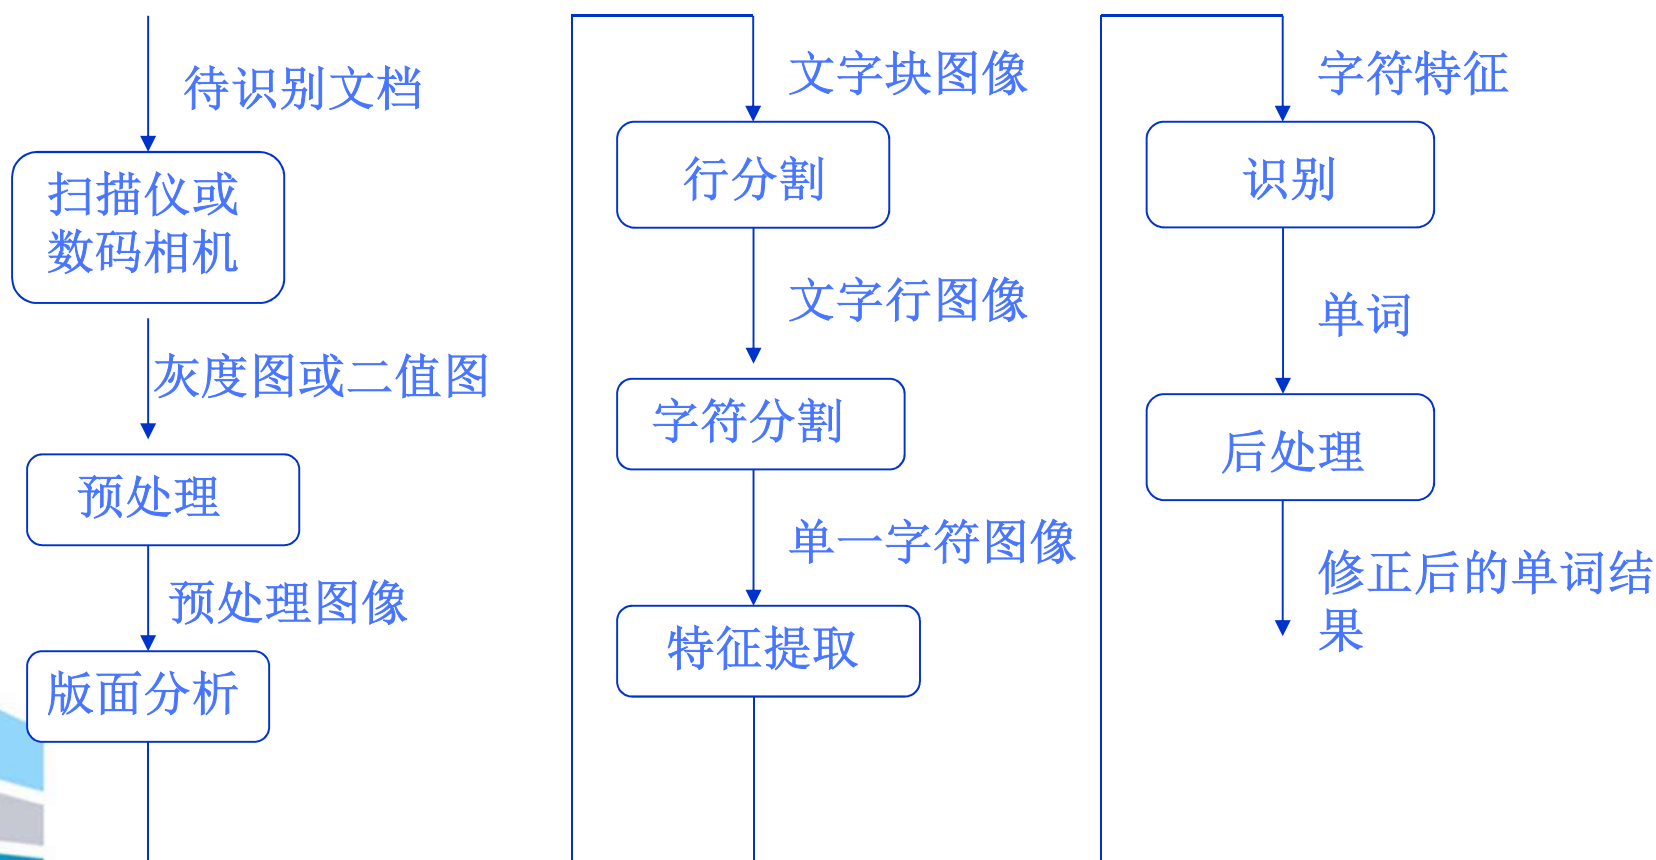 待识别文档
扫描仪或
数码相机
灰度图或二值图
预处理
预处理图像
版面分析
文字块图像
行分割
文字行图像
字符分割
单一字符图像
特征提取
字符特征
识别
单词
后处理
修正后的单词结
果